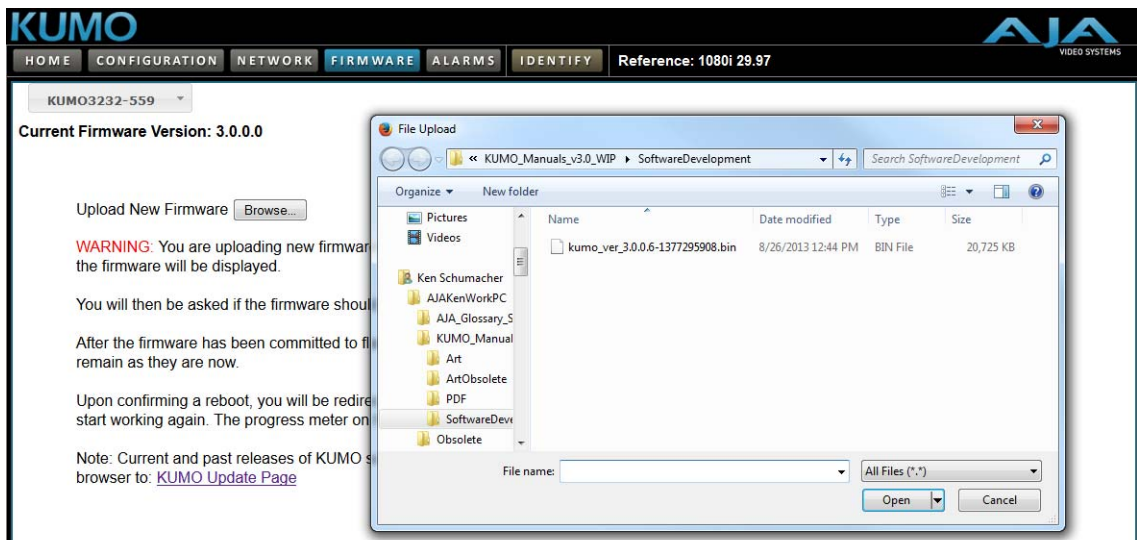 KUMO
AJA
VIDEO SYSTEMS
HOME CONFIGURATION NETWORK FIRMWARE ALARMS IDENTIFY Reference: 1080i 29.97
KUMO3232-559
Current Firmware Version: 3.0.0.0
Upload New Firmware Browse...
WARNING: You are uploading new firmwar
the firmware will be displayed.
You will then be asked if the firmware shoul
After the firmware has been committed to fl
remain as they are now.
Upon confirming a reboot, you will be redire
start working again. The progress meter on
Note: Current and past releases of KUMO s
browser to: KUMO Update Page
File Upload
« KUMO_Manuals_v3.0_WIP SoftwareDevelopment Search SoftwareDevelopment
Organize New folder
Pictures
Videos
Ken Schumacher
AJAKenWorkPC
AJA_Glossary_S
KUMO_Manual
Art
ArtObsolete
PDF
SoftwareDeve
Obsolete
Name Date modified Type Size
kumo_ver_3.0.0.6-1377295908.bin 8/26/2013 12:44 PM BIN File 20,725 KB
File name: All Files (*.*)
Open Cancel